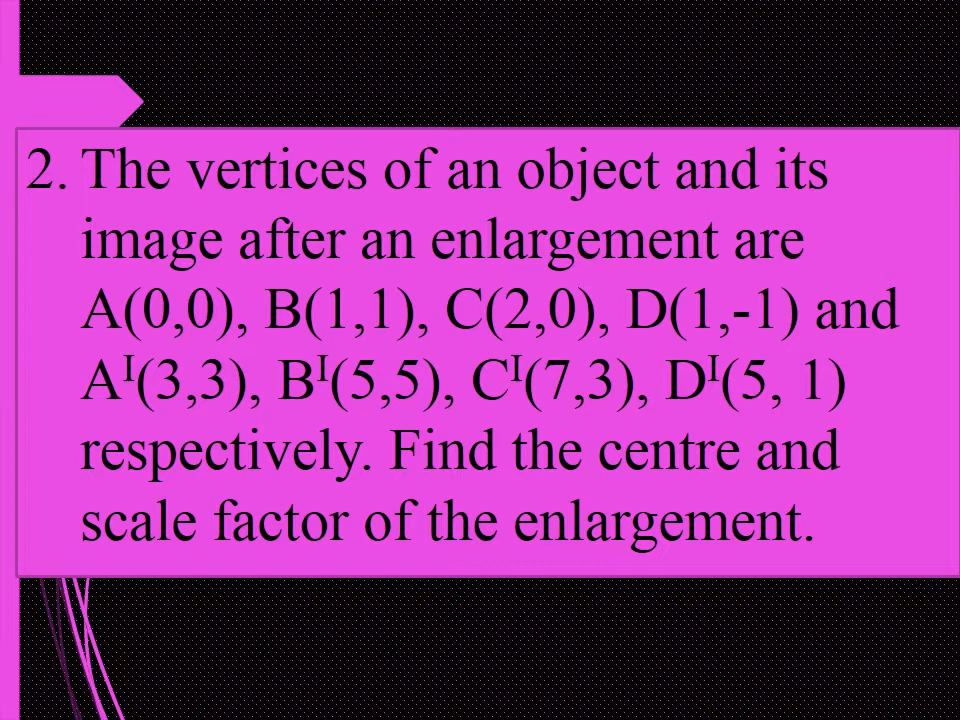 2. The vertices of an object and its
image after an enlargement are
A(0,0), B(1,1), C(2,0), D(1,-1) and
Aᴵ(3,3), Bᴵ(5,5), Cᴵ(7,3), Dᴵ(5, 1)
respectively. Find the centre and
scale factor of the enlargement.